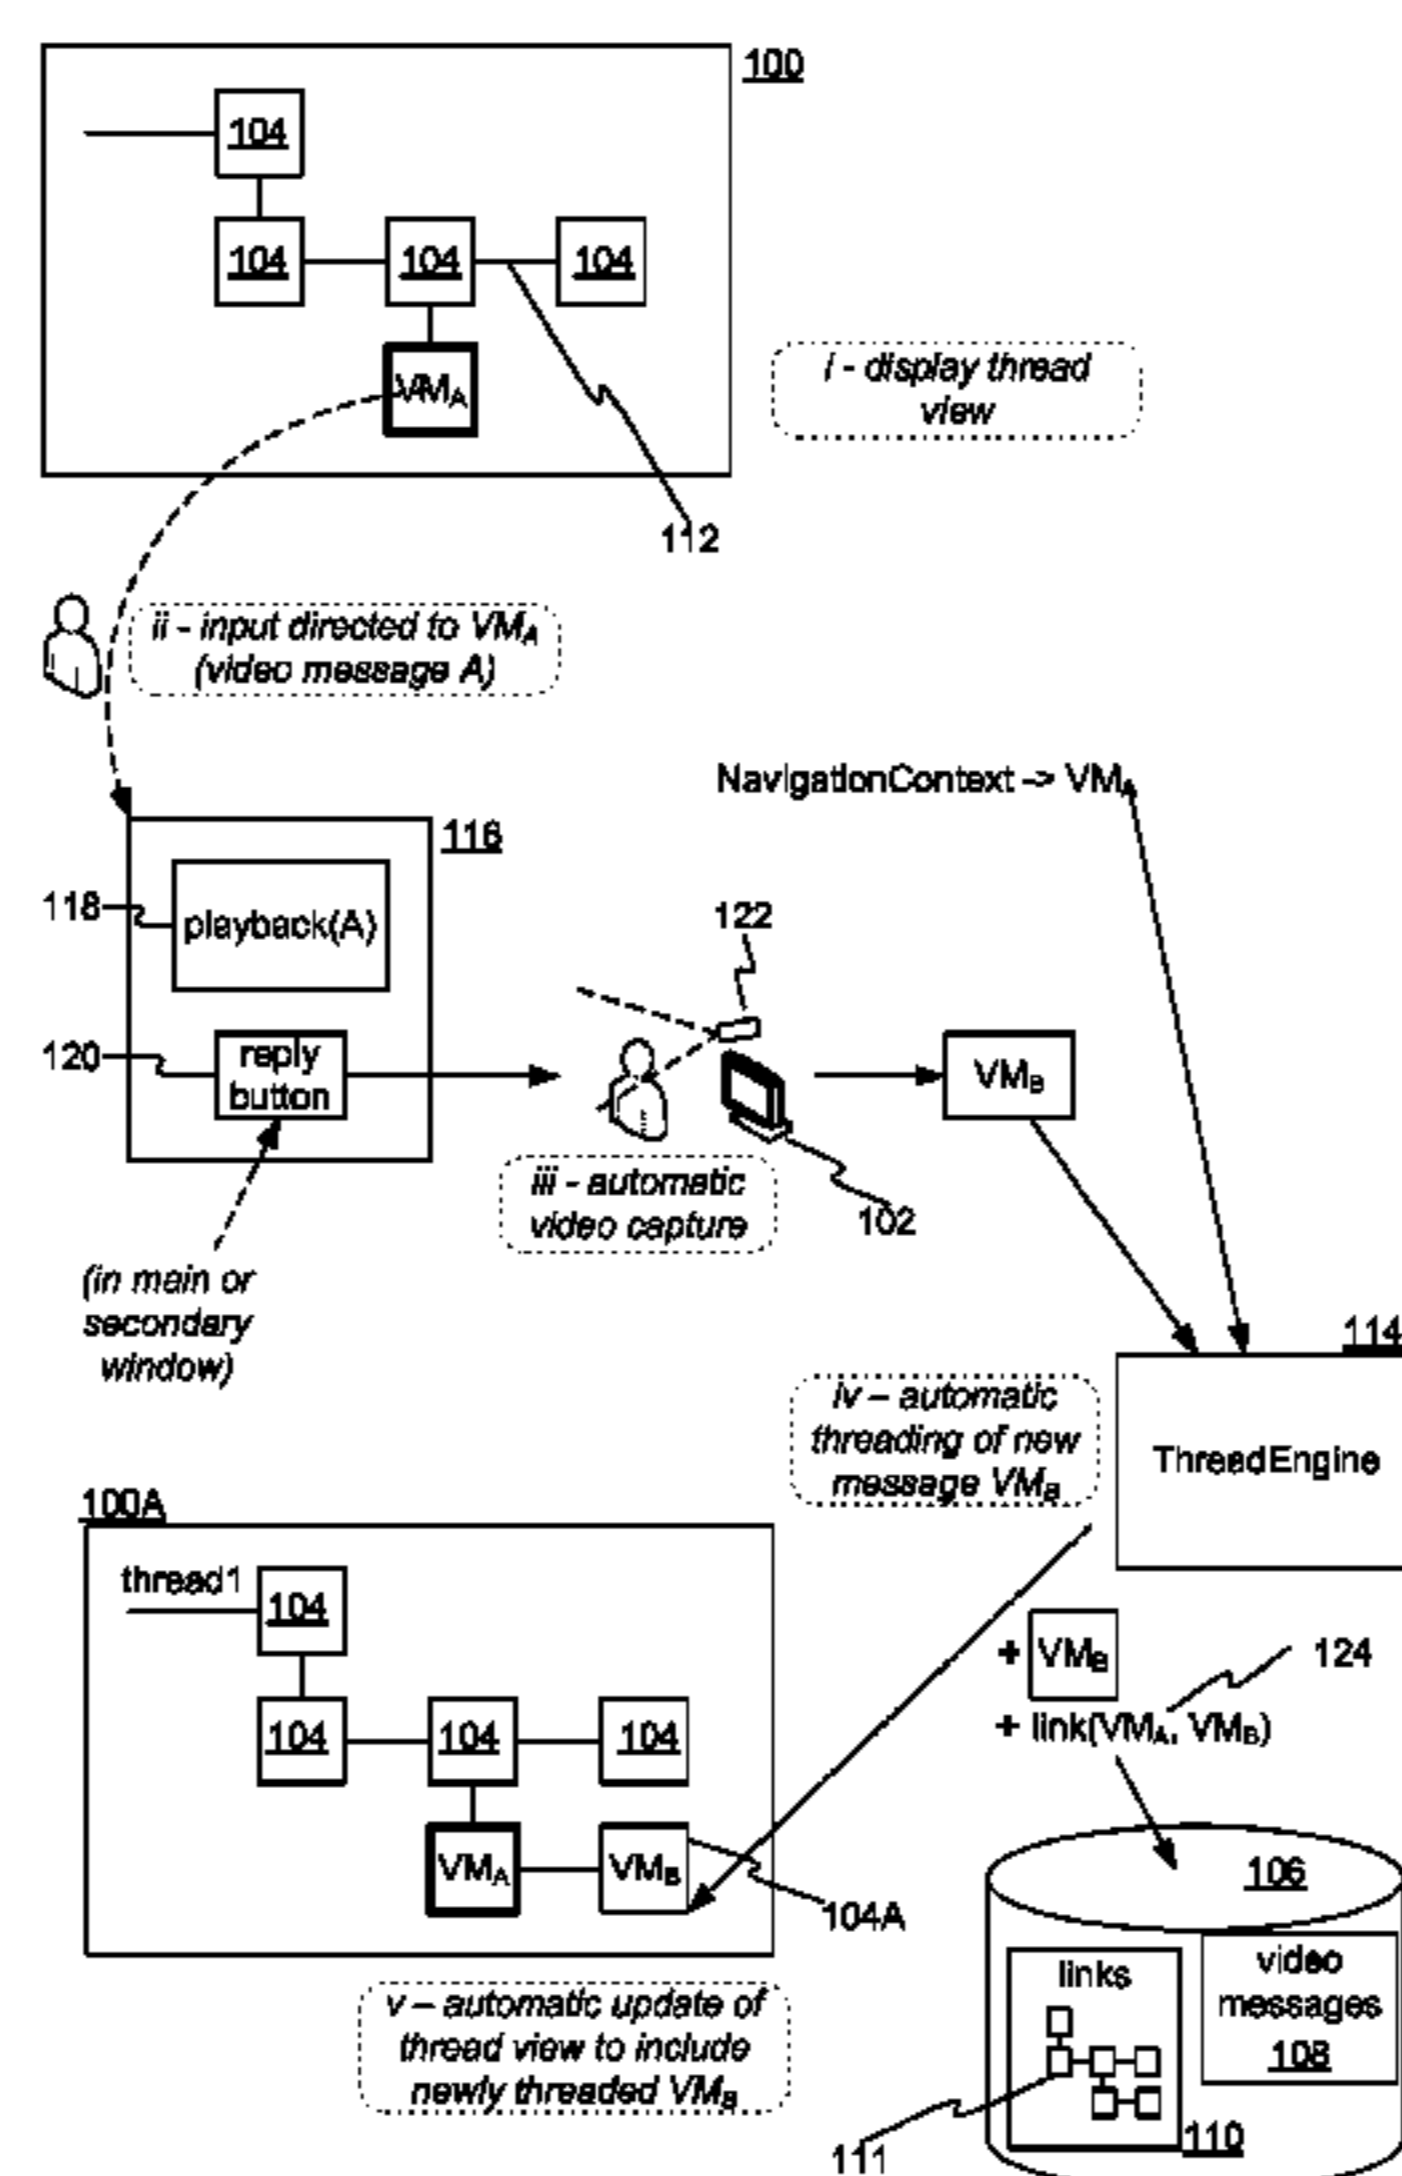 100
104
104 104 104
VMA
i - display thread
view
112
ii - input directed to VMA
(video message A)
NavigationContext -> VMA
116
118
playback(A)
122
120
reply
button
VMB
iii - automatic
video capture
102
(in main or
secondary
window)
114
iv – automatic
threading of new
message VMB
ThreadEngine
100A
thread1
104
+ VMB
124
+ link(VMA, VMB)
104 104 104
VMA VMB
104A
106
links
video
messages
108
v – automatic update of
thread view to include
newly threaded VMB
111
110